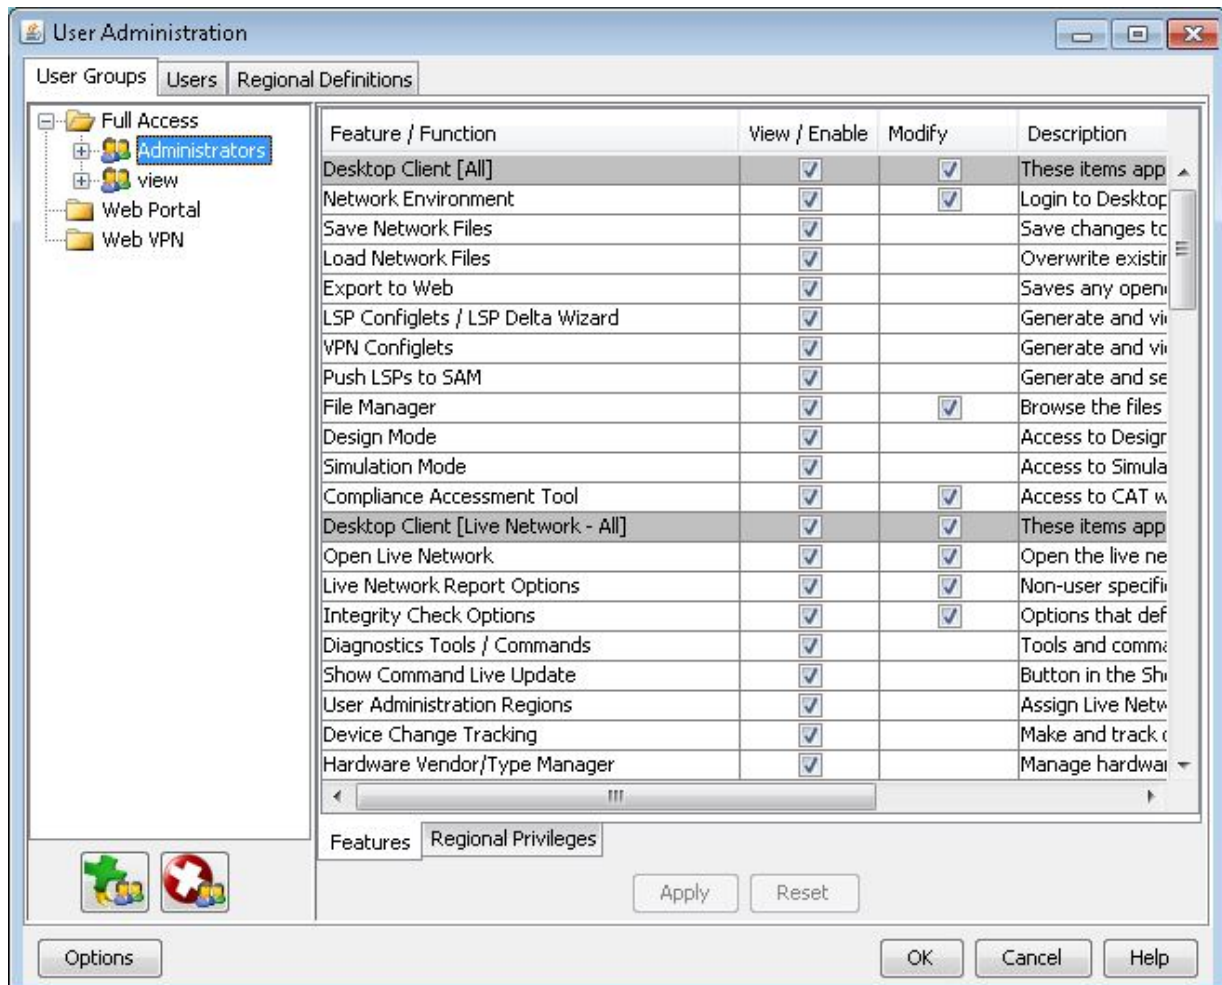 User Administration
User Groups Users Regional Definitions
Full Access
Administrators
view
Web Portal
Web VPN
Feature / Function View / Enable Modify Description
Desktop Client [All] These items app
Network Environment Login to Desktop
Save Network Files Save changes to
Load Network Files Overwrite existin
Export to Web Saves any open
LSP Configlets / LSP Delta Wizard Generate and vi
VPN Configlets Generate and vi
Push LSPs to SAM Generate and se
File Manager Browse the files
Design Mode Access to Design
Simulation Mode Access to Simula
Compliance Accessment Tool Access to CAT w
Desktop Client [Live Network - All] These items app
Open Live Network Open the live ne
Live Network Report Options Non-user specifi
Integrity Check Options Options that def
Diagnostics Tools / Commands Tools and comma
Show Command Live Update Button in the Sh
User Administration Regions Assign Live Netw
Device Change Tracking Make and track
Hardware Vendor/Type Manager Manage hardwa
Features Regional Privileges
Apply Reset
Options OK Cancel Help